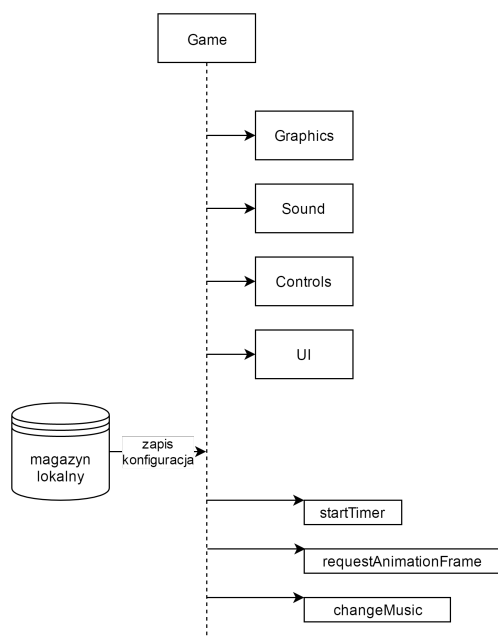 Game
Graphics
Sound
Controls
UI
magazyn
lokalny
zapis
konfiguracja
startTimer
requestAnimationFrame
changeMusic